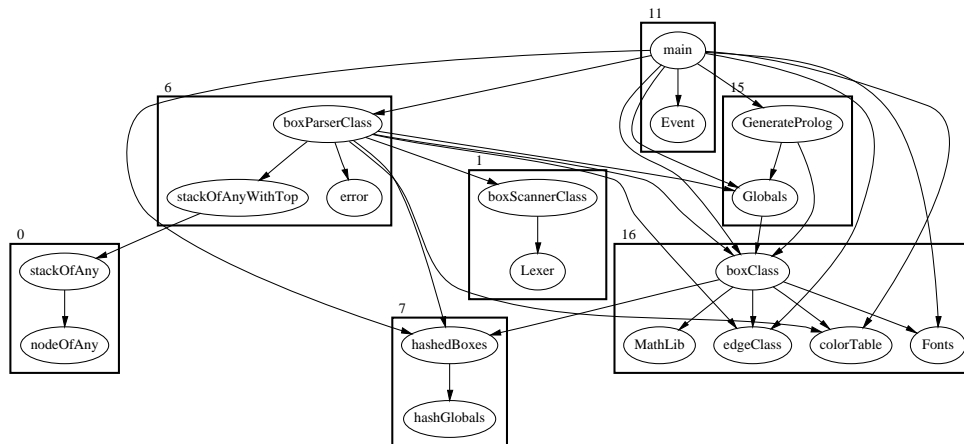 11
main
6
15
boxParserClass
Event
GenerateProlog
1
stackOfAnyWithTop
error
boxScannerClass
Globals
0
16
stackOfAny
Lexer
boxClass
7
nodeOfAny
hashedBoxes
MathLib
edgeClass
colorTable
Fonts
hashGlobals